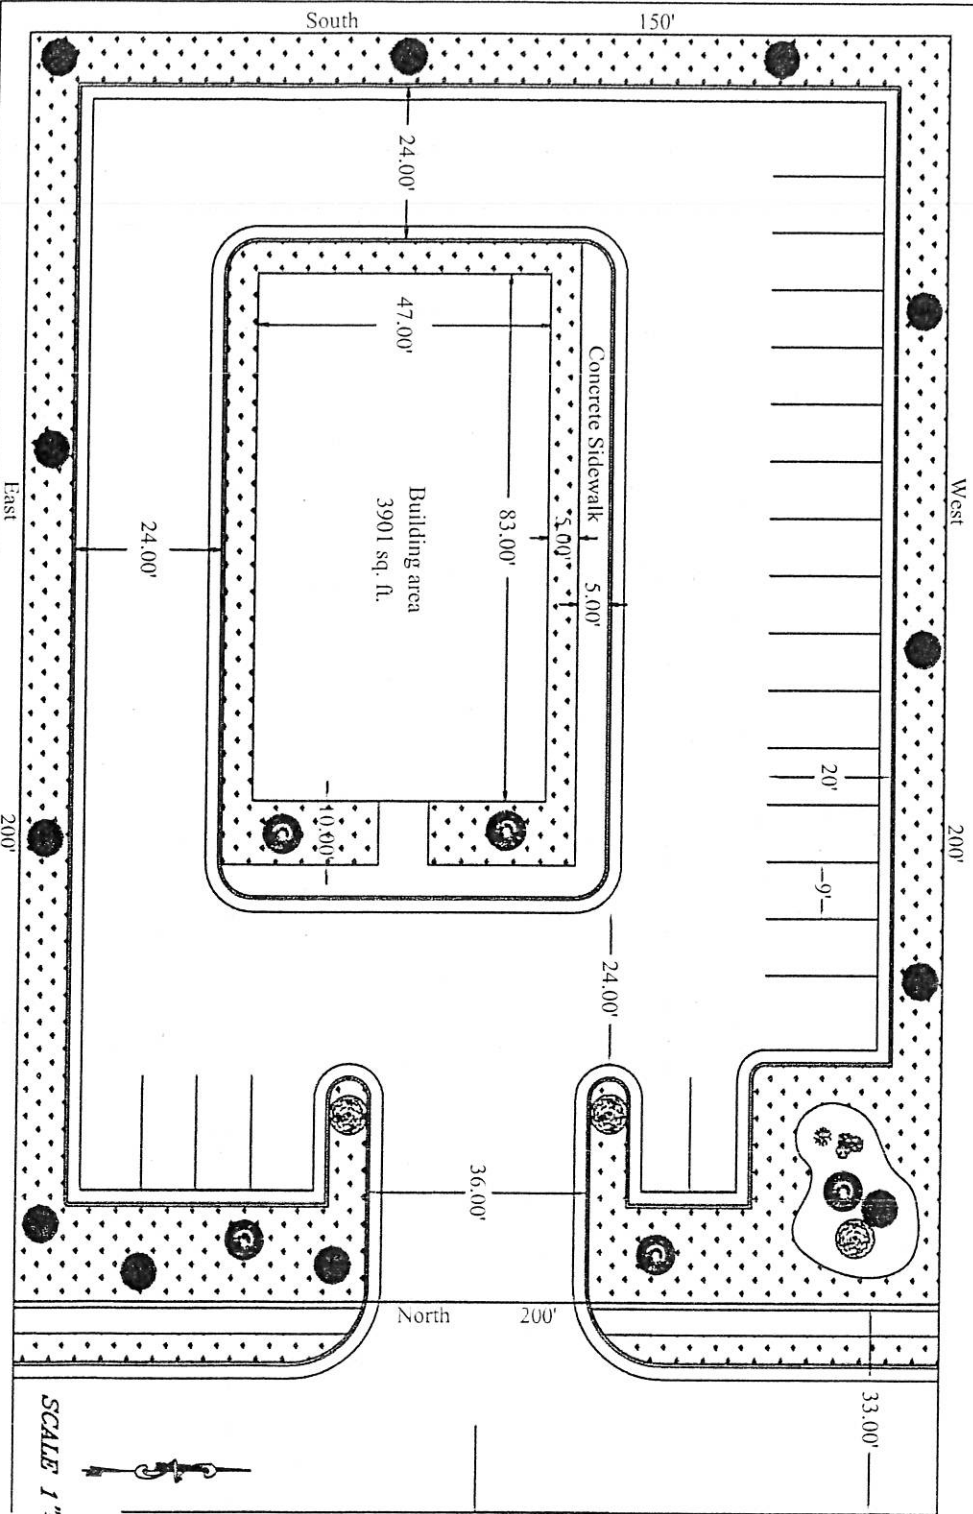 South 150'
West
200'
24.00'
47.00'
Concrete Sidewalk
5.00'
5.00'
83.00'
Building area
3901 sq. ft.
24.00'
East
200'
20'
9'
10.00'
24.00'
36.00'
North 200'
33.00'
SCALE 1"